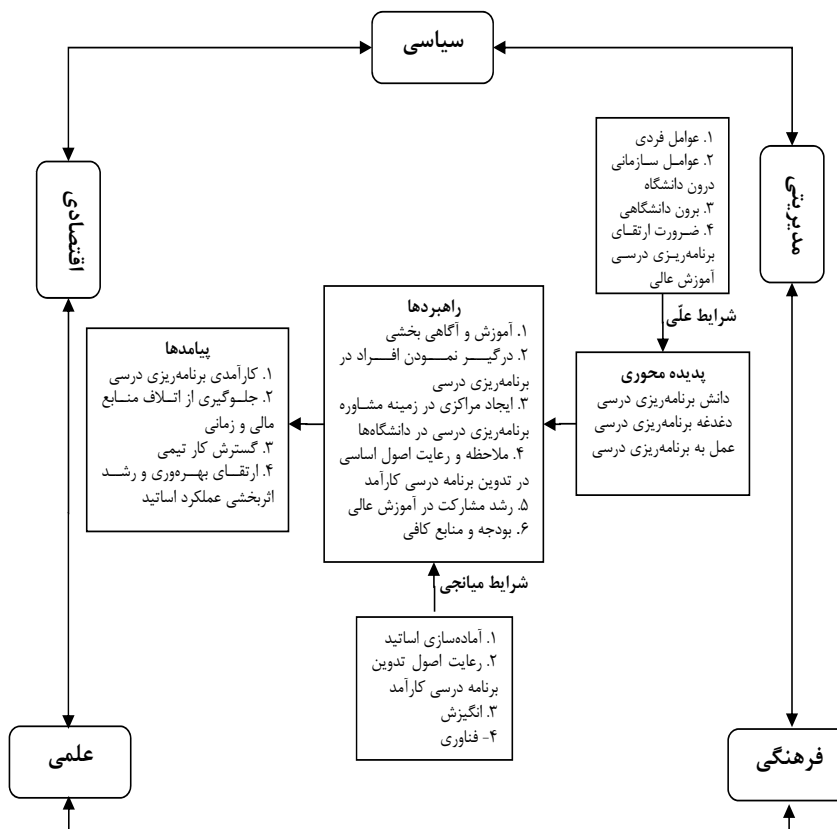 سیاسی
مدیریتی
اقتصادی
۱. عوامل فردی
۲. عوامل سازمانی
درون دانشگاه
۳. برون دانشگاهی
۴. ضرورت ارتقای
برنامه‌ریزی درسی
آموزش عالی
شرایط علّی
پدیده محوری
دانش برنامه‌ریزی درسی
دغدغه برنامه‌ریزی درسی
عمل به برنامه‌ریزی درسی
راهبردها
۱. آموزش و آگاهی بخشی
۲. درگیر نمودن افراد در
برنامه‌ریزی درسی
۳. ایجاد مراکزی در زمینه مشاوره
برنامه‌ریزی درسی در دانشگاه‌ها
۴. ملاحظه و رعایت اصول اساسی
در تدوین برنامه درسی کارآمد
۵. رشد مشارکت در آموزش عالی
۶. بودجه و منابع کافی
پیامدها
۱. کارآمدی برنامه‌ریزی درسی
۲. جلوگیری از اتلاف منابع
مالی و زمانی
۳. گسترش کار تیمی
۴. ارتقای بهره‌وری و رشد
اثربخشی عملکرد اساتید
شرایط میانجی
۱. آماده‌سازی اساتید
۲. رعایت اصول تدوین
برنامه درسی کارآمد
۳. انگیزش
۴- فناوری
فرهنگی
علمی